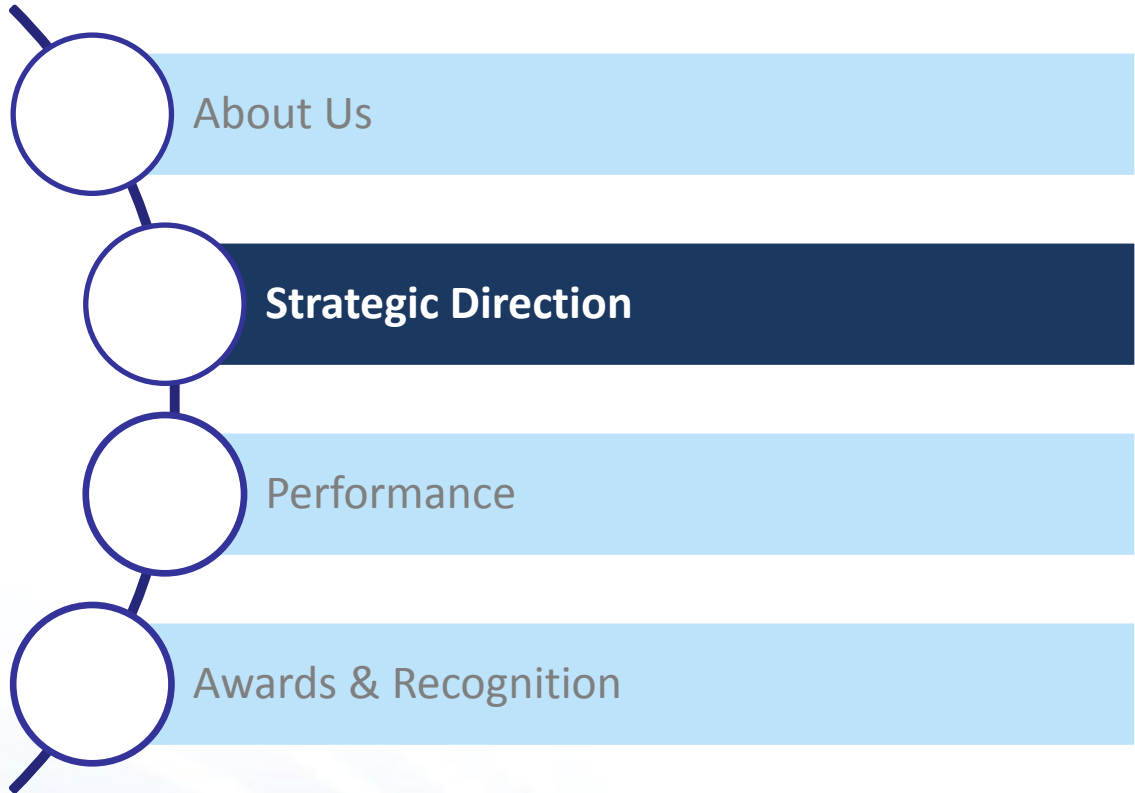 About Us
Strategic Direction
Performance
Awards & Recognition